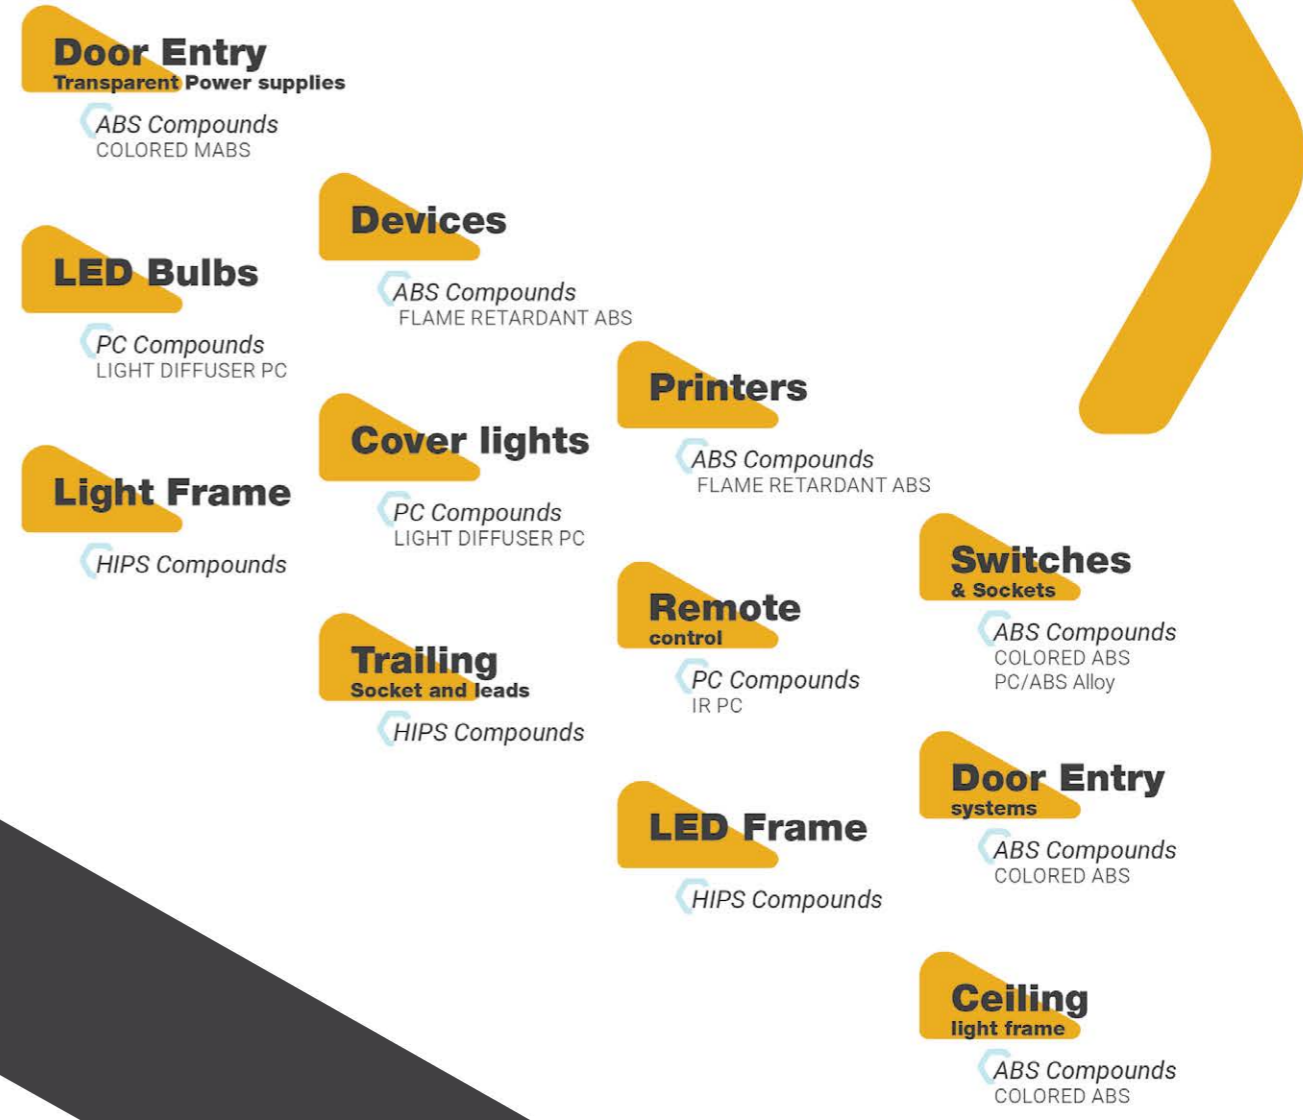 Door Entry
Transparent Power supplies
ABS Compounds
COLORED MABS
LED Bulbs
PC Compounds
LIGHT DIFFUSER PC
Light Frame
HIPS Compounds
Devices
ABS Compounds
FLAME RETARDANT ABS
Cover lights
PC Compounds
LIGHT DIFFUSER PC
Trailing
Socket and leads
HIPS Compounds
Printers
ABS Compounds
FLAME RETARDANT ABS
Remote
control
PC Compounds
IR PC
LED Frame
HIPS Compounds
Switches
& Sockets
ABS Compounds
COLORED ABS
PC/ABS Alloy
Door Entry
systems
ABS Compounds
COLORED ABS
Ceiling
light frame
ABS Compounds
COLORED ABS